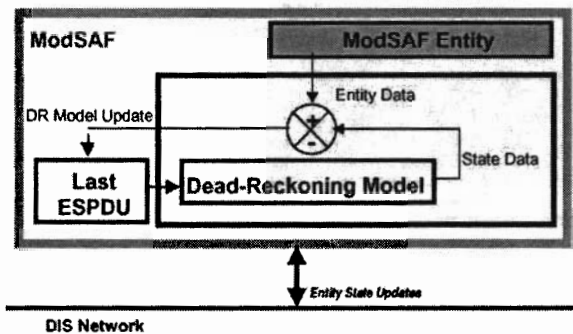 ModSAF
ModSAF Entity
Entity Data
DR Model Update
+
-
State Data
Last
ESPDU
Dead-Reckoning Model
Entity State Updates
DIS Network